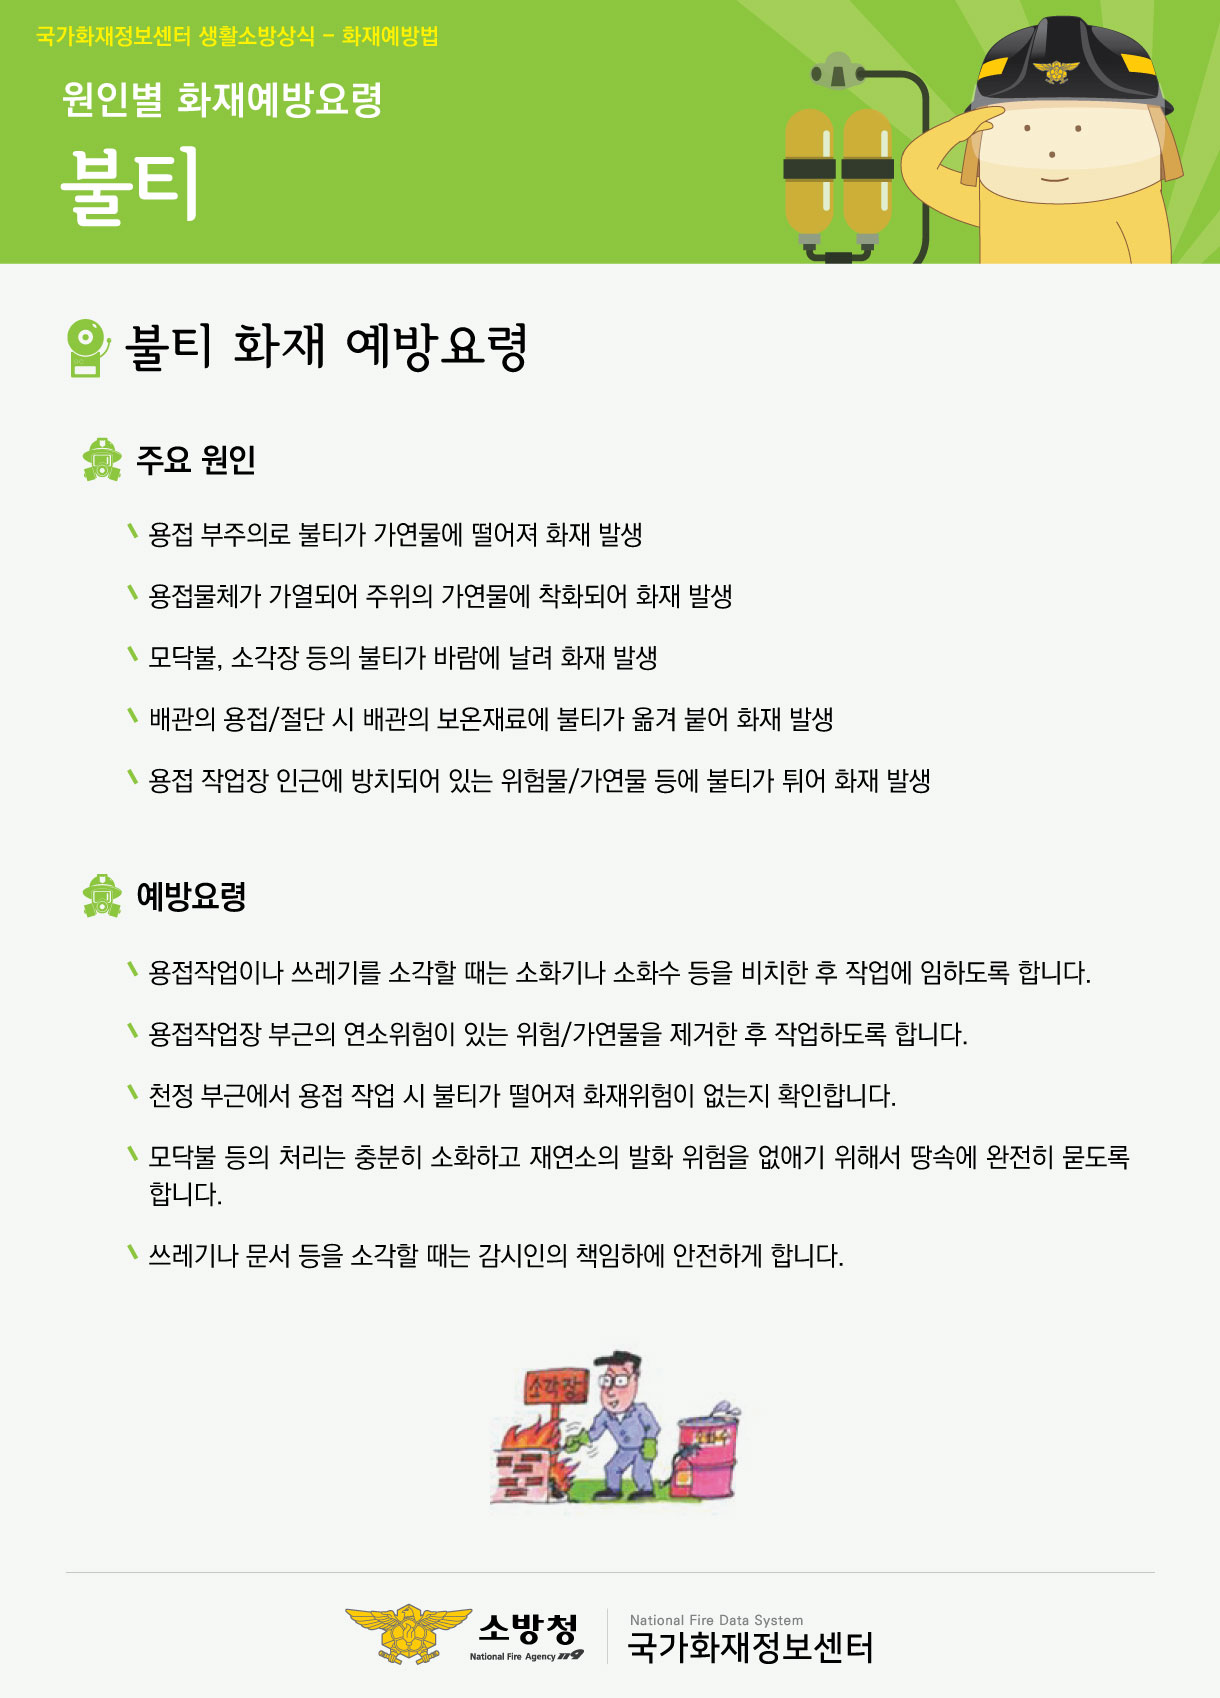 국가화재정보센터 생활소방상식 - 화재예방법
원인별 화재예방요령
불티
불티 화재 예방요령
주요 원인
용접 부주의로 불티가 가연물에 떨어져 화재 발생
용접물체가 가열되어 주위의 가연물에 착화되어 화재 발생
모닥불, 소각장 등의 불티가 바람에 날려 화재 발생
배관의 용접/절단 시 배관의 보온재료에 불티가 옮겨 붙어 화재 발생
용접 작업장 인근에 방치되어 있는 위험물/가연물 등에 불티가 튀어 화재 발생
예방요령
용접작업이나 쓰레기를 소각할 때는 소화기나 소화수 등을 비치한 후 작업에 임하도록 합니다.
용접작업장 부근의 연소위험이 있는 위험/가연물을 제거한 후 작업하도록 합니다.
천정 부근에서 용접 작업 시 불티가 떨어져 화재위험이 없는지 확인합니다.
모닥불 등의 처리는 충분히 소화하고 재연소의 발화 위험을 없애기 위해서 땅속에 완전히 묻도록
합니다.
쓰레기나 문서 등을 소각할 때는 감시인의 책임하에 안전하게 합니다.
소각장
소화수
소방청
National Fire Agency 119
National Fire Data System
국가화재정보센터